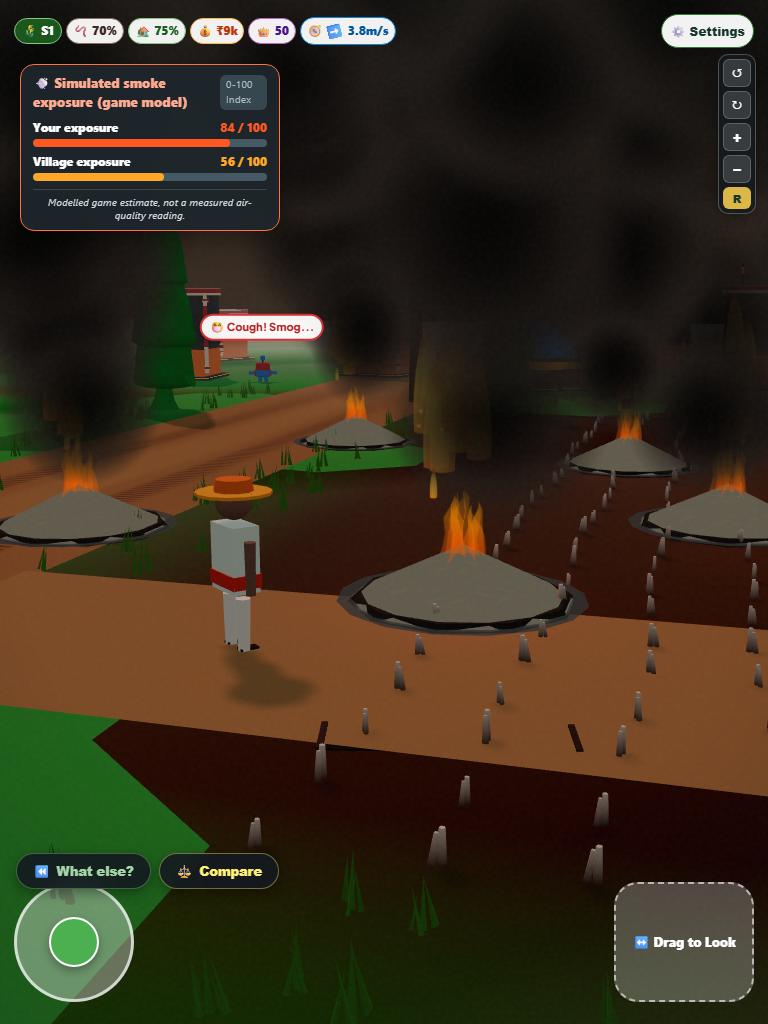 S1
70%
75%
₹9k
50
3.8m/s
Settings
Simulated smoke
exposure (game model)
0–100
Index
Your exposure
84 / 100
Village exposure
56 / 100
Modelled game estimate, not a measured air-
quality reading.
↺
↻
+
−
R
Cough! Smog...
What else?
Compare
Drag to Look